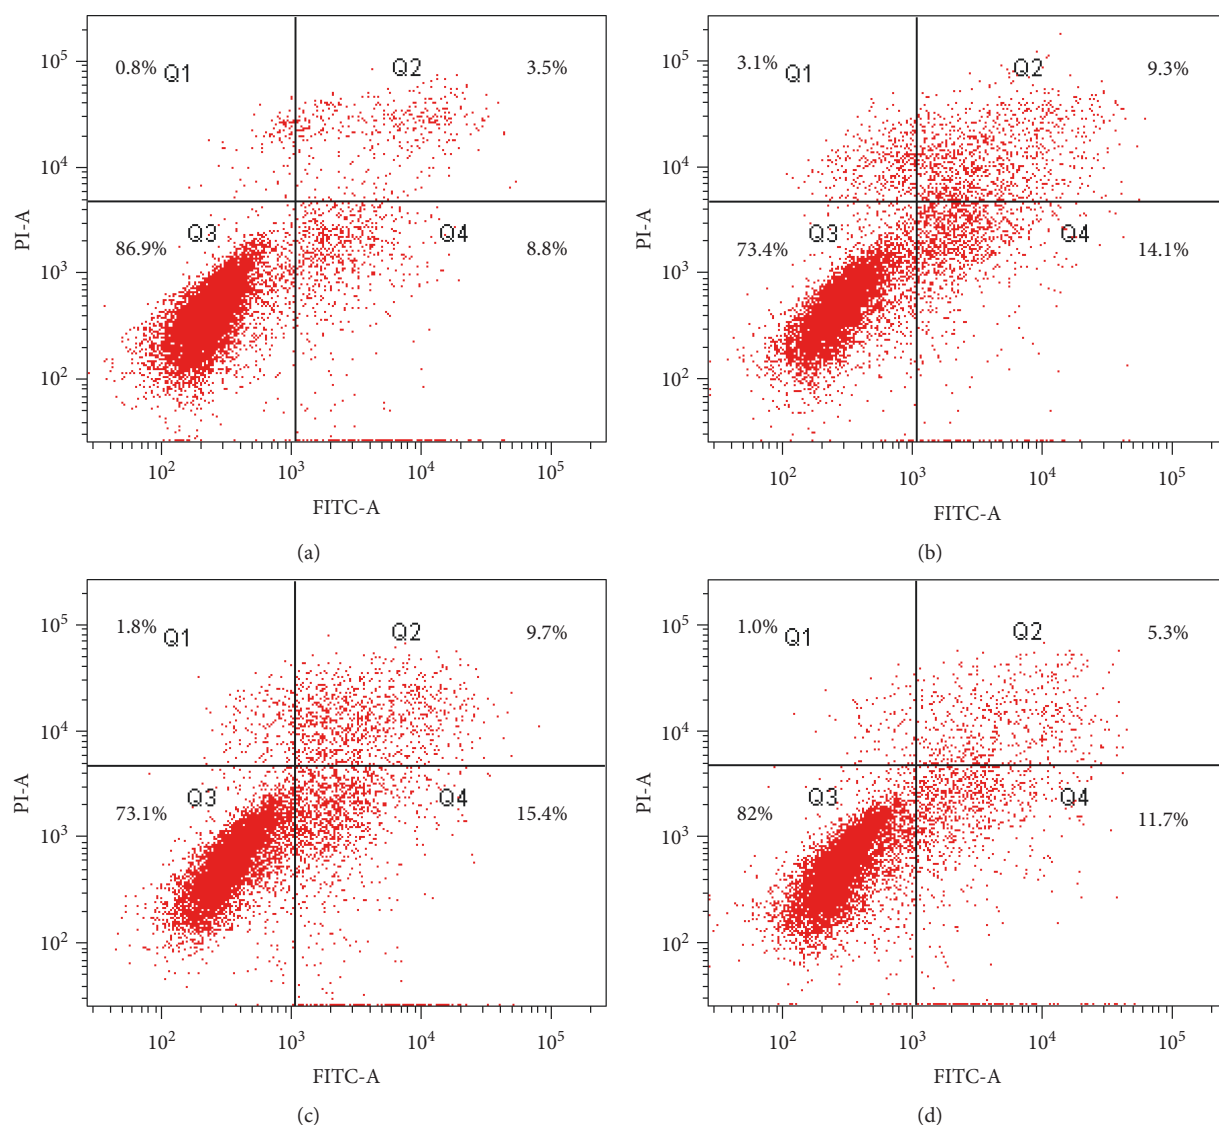 0.8% Q1 Q2 3.5%
10^5
10^4
PI-A
Q3 Q4
86.9% 8.8%
10^3
10^2
10^2 10^3 10^4 10^5
FITC-A
(a)
3.1% Q1 Q2 9.3%
10^5
10^4
PI-A
Q3 Q4
73.4% 14.1%
10^3
10^2
10^2 10^3 10^4 10^5
FITC-A
(b)
1.8% Q1 Q2 9.7%
10^5
10^4
PI-A
Q3 Q4
73.1% 15.4%
10^3
10^2
10^2 10^3 10^4 10^5
FITC-A
(c)
1.0% Q1 Q2 5.3%
10^5
10^4
PI-A
Q3 Q4
82% 11.7%
10^3
10^2
10^2 10^3 10^4 10^5
FITC-A
(d)